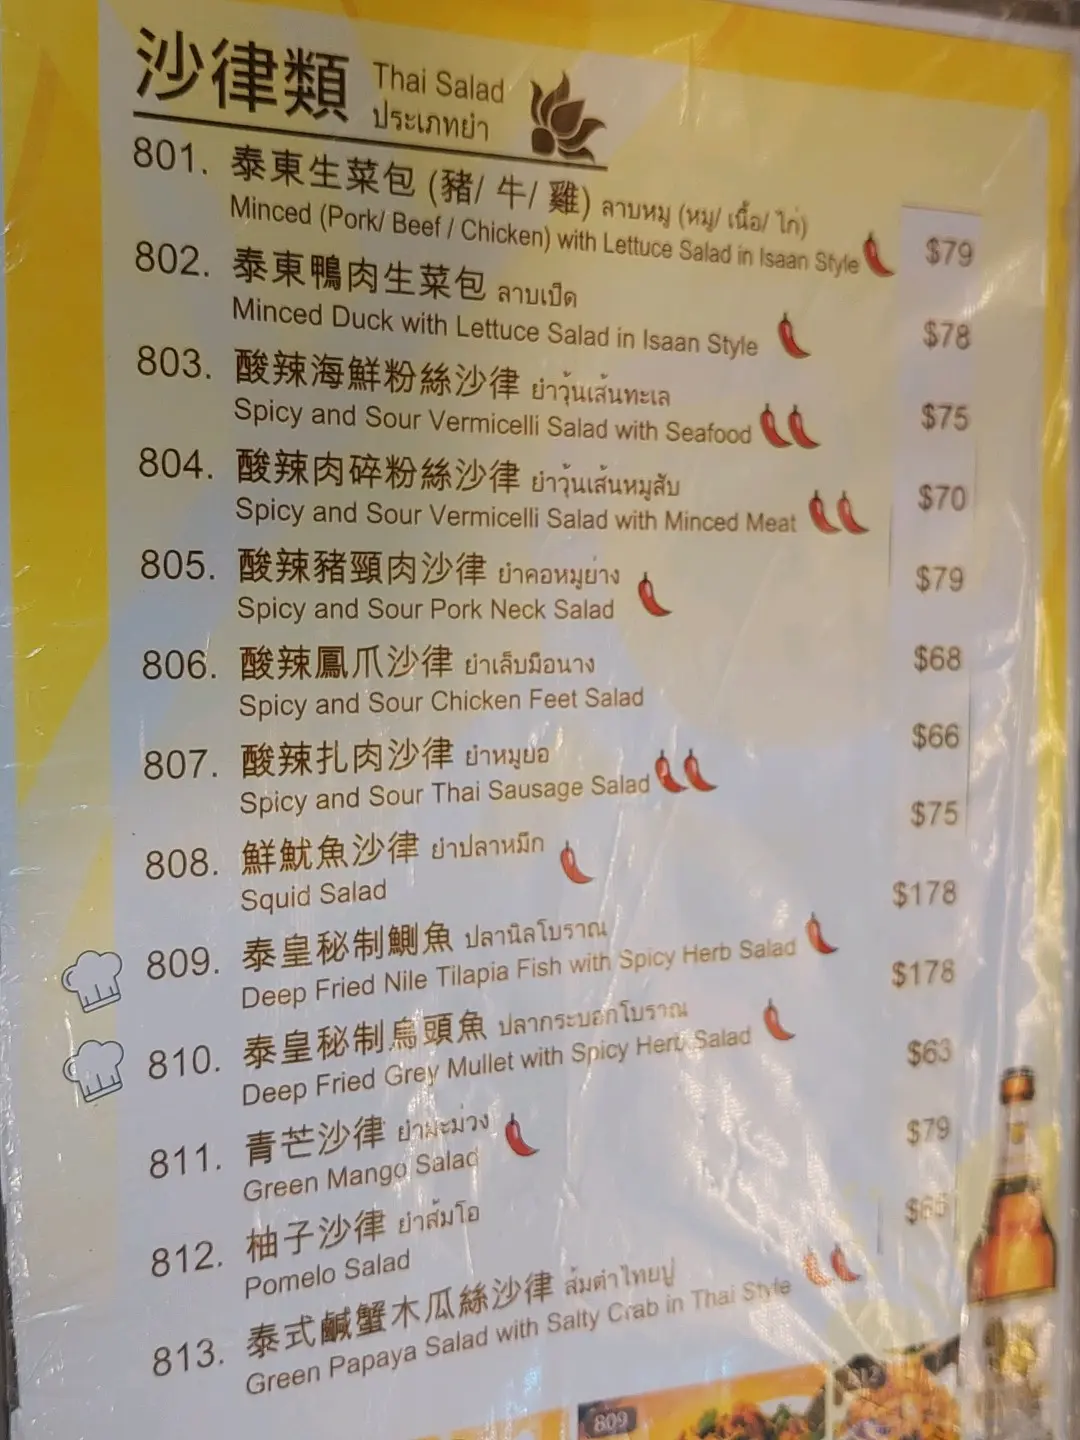 沙律類 Thai Salad
ประเภทยำ
801. 泰東生菜包 (豬/ 牛/ 雞) ลาบหมู (หมู/ เนื้อ/ ไก่)
Minced (Pork/ Beef / Chicken) with Lettuce Salad in Isaan Style $79
802. 泰東鴨肉生菜包 ลาบเป็ด
Minced Duck with Lettuce Salad in Isaan Style $78
803. 酸辣海鮮粉絲沙律 ยำวุ้นเส้นทะเล
Spicy and Sour Vermicelli Salad with Seafood $75
804. 酸辣肉碎粉絲沙律 ยำวุ้นเส้นหมูสับ
Spicy and Sour Vermicelli Salad with Minced Meat $70
805. 酸辣豬頸肉沙律 ยำคอหมูย่าง $79
Spicy and Sour Pork Neck Salad
806. 酸辣鳳爪沙律 ยำเล็บมือนาง $68
Spicy and Sour Chicken Feet Salad
807. 酸辣扎肉沙律 ยำหมูยอ $66
Spicy and Sour Thai Sausage Salad
808. 鮮魷魚沙律 ยำปลาหมึก $75
Squid Salad
809. 泰皇秘制鰂魚 ปลานิลโบราณ $178
Deep Fried Nile Tilapia Fish with Spicy Herb Salad
810. 泰皇秘制烏頭魚 ปลากระบอกโบราณ $178
Deep Fried Grey Mullet with Spicy Herb Salad
811. 青芒沙律 ยำมะม่วง $63
Green Mango Salad
812. 柚子沙律 ยำส้มโอ $79
Pomelo Salad
813. 泰式鹹蟹木瓜絲沙律 ส้มตำไทยปู $65
Green Papaya Salad with Salty Crab in Thai Style
809
812